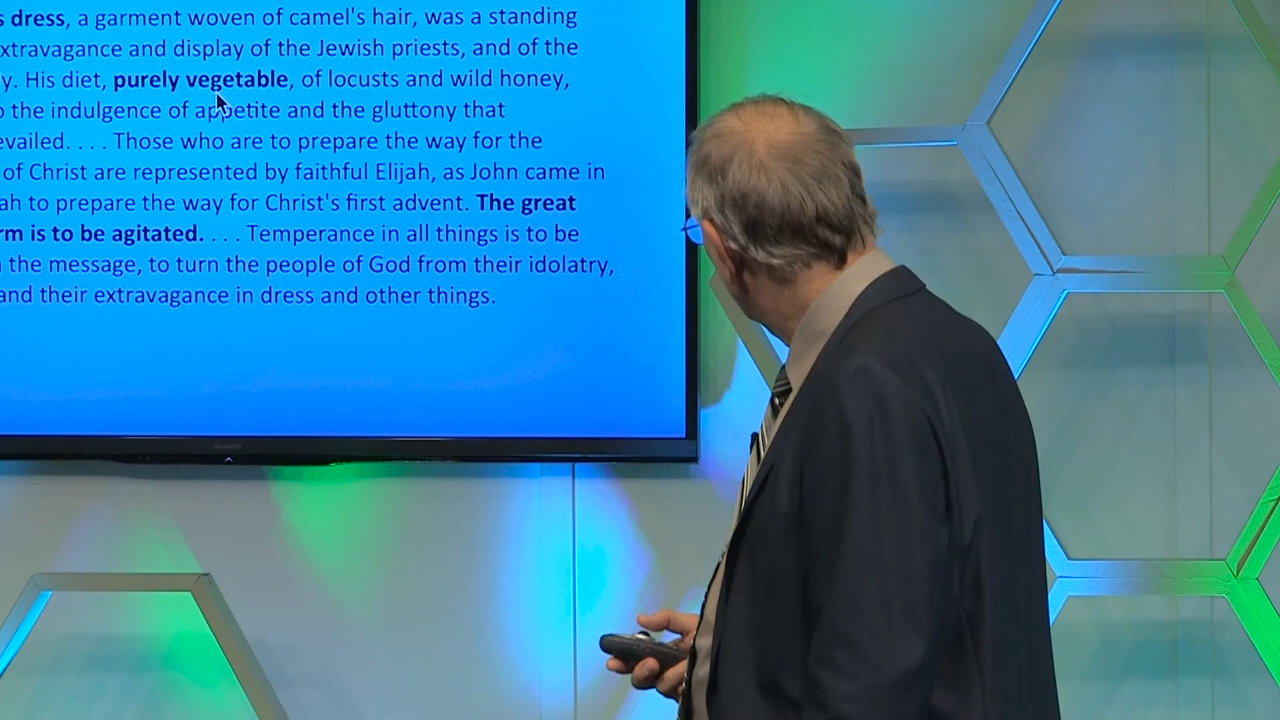 s dress, a garment woven of camel's hair, was a standing
xtravagance and display of the Jewish priests, and of the
y. His diet, purely vegetable, of locusts and wild honey,
o the indulgence of appetite and the gluttony that
evailed. . . . Those who are to prepare the way for the
of Christ are represented by faithful Elijah, as John came in
ah to prepare the way for Christ's first advent. The great
rm is to be agitated. . . . Temperance in all things is to be
the message, to turn the people of God from their idolatry,
and their extravagance in dress and other things.